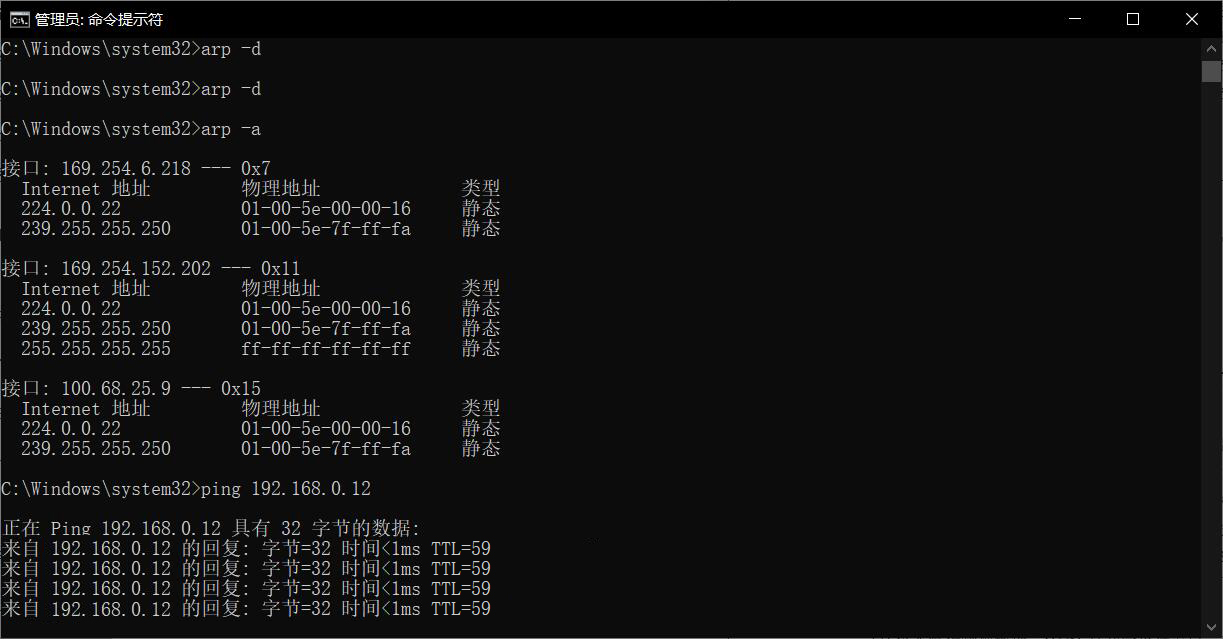 管理员: 命令提示符
C:\Windows\system32>arp -d
C:\Windows\system32>arp -d
C:\Windows\system32>arp -a
接口: 169.254.6.218 --- 0x7
Internet 地址 物理地址 类型
224.0.0.22 01-00-5e-00-00-16 静态
239.255.255.250 01-00-5e-7f-ff-fa 静态
接口: 169.254.152.202 --- 0x11
Internet 地址 物理地址 类型
224.0.0.22 01-00-5e-00-00-16 静态
239.255.255.250 01-00-5e-7f-ff-fa 静态
255.255.255.255 ff-ff-ff-ff-ff-ff 静态
接口: 100.68.25.9 --- 0x15
Internet 地址 物理地址 类型
224.0.0.22 01-00-5e-00-00-16 静态
239.255.255.250 01-00-5e-7f-ff-fa 静态
C:\Windows\system32>ping 192.168.0.12
正在 Ping 192.168.0.12 具有 32 字节的数据:
来自 192.168.0.12 的回复: 字节=32 时间<1ms TTL=59
来自 192.168.0.12 的回复: 字节=32 时间<1ms TTL=59
来自 192.168.0.12 的回复: 字节=32 时间<1ms TTL=59
来自 192.168.0.12 的回复: 字节=32 时间<1ms TTL=59